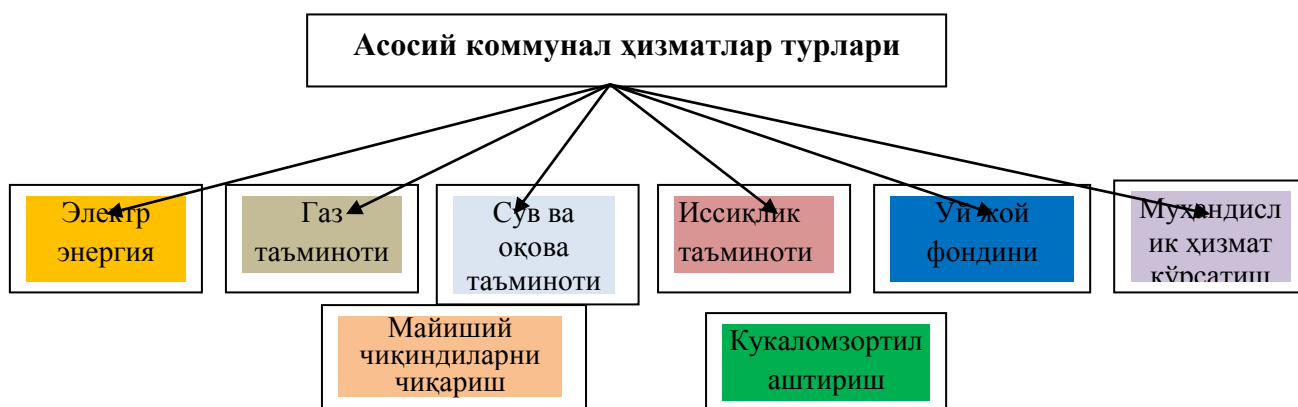 Асосий коммунал ҳизматлар турлари
Электр
энергия
Газ
таъминоти
Сув ва
оқова
таъминоти
Иссиқлик
таъминоти
Уй жой
фондини
Муҳандисл
ик ҳизмат
кўрсатиш
Майиший
чиқиндиларни
чиқариш
Кукаломзортил
аштириш